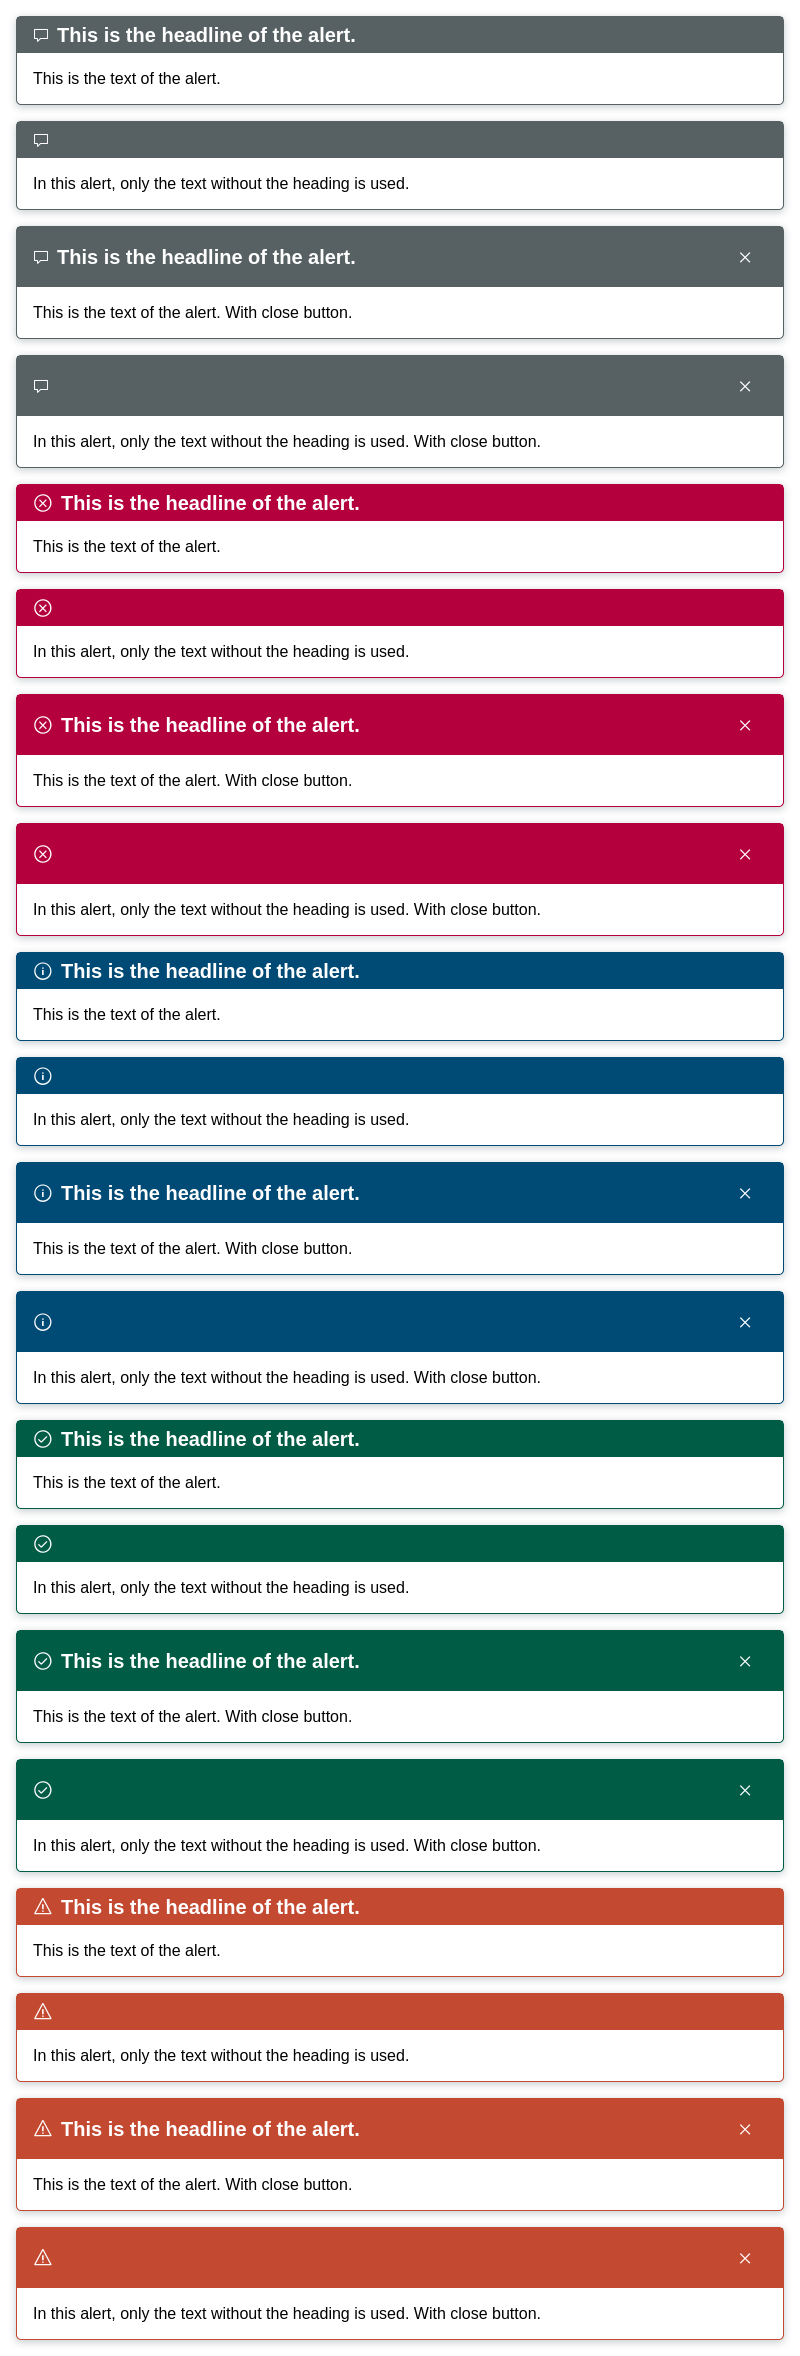 This is the headline of the alert.
This is the text of the alert.
In this alert, only the text without the heading is used.
This is the headline of the alert.
This is the text of the alert. With close button.
In this alert, only the text without the heading is used. With close button.
This is the headline of the alert.
This is the text of the alert.
In this alert, only the text without the heading is used.
This is the headline of the alert.
This is the text of the alert. With close button.
In this alert, only the text without the heading is used. With close button.
This is the headline of the alert.
This is the text of the alert.
In this alert, only the text without the heading is used.
This is the headline of the alert.
This is the text of the alert. With close button.
In this alert, only the text without the heading is used. With close button.
This is the headline of the alert.
This is the text of the alert.
In this alert, only the text without the heading is used.
This is the headline of the alert.
This is the text of the alert. With close button.
In this alert, only the text without the heading is used. With close button.
This is the headline of the alert.
This is the text of the alert.
In this alert, only the text without the heading is used.
This is the headline of the alert.
This is the text of the alert. With close button.
In this alert, only the text without the heading is used. With close button.